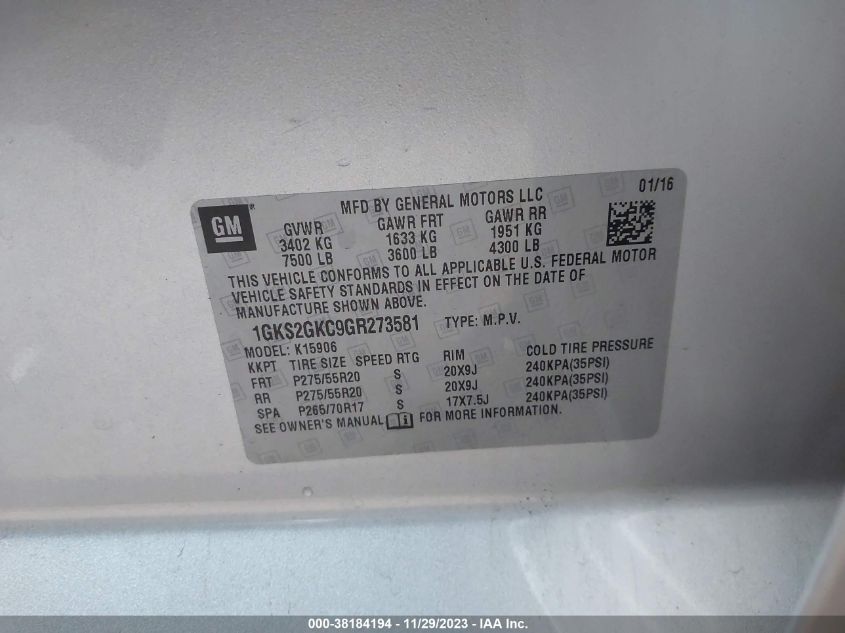 01/16
GM
MFD BY GENERAL MOTORS LLC
GVWR GAWR FRT GAWR RR
3402 KG 1633 KG 1951 KG
7500 LB 3600 LB 4300 LB
THIS VEHICLE CONFORMS TO ALL APPLICABLE U.S. FEDERAL MOTOR
VEHICLE SAFETY STANDARDS IN EFFECT ON THE DATE OF
MANUFACTURE SHOWN ABOVE.
1GKS2GKC9GR273581 TYPE: M.P.V.
MODEL: K15906
KKPT TIRE SIZE SPEED RTG RIM COLD TIRE PRESSURE
FRT P275/55R20 S 20X9J 240KPA(35PSI)
RR P275/55R20 S 20X9J 240KPA(35PSI)
SPA P265/70R17 S 17X7.5J 240KPA(35PSI)
SEE OWNER'S MANUAL FOR MORE INFORMATION.
000-38184194 - 11/29/2023 - IAA Inc.